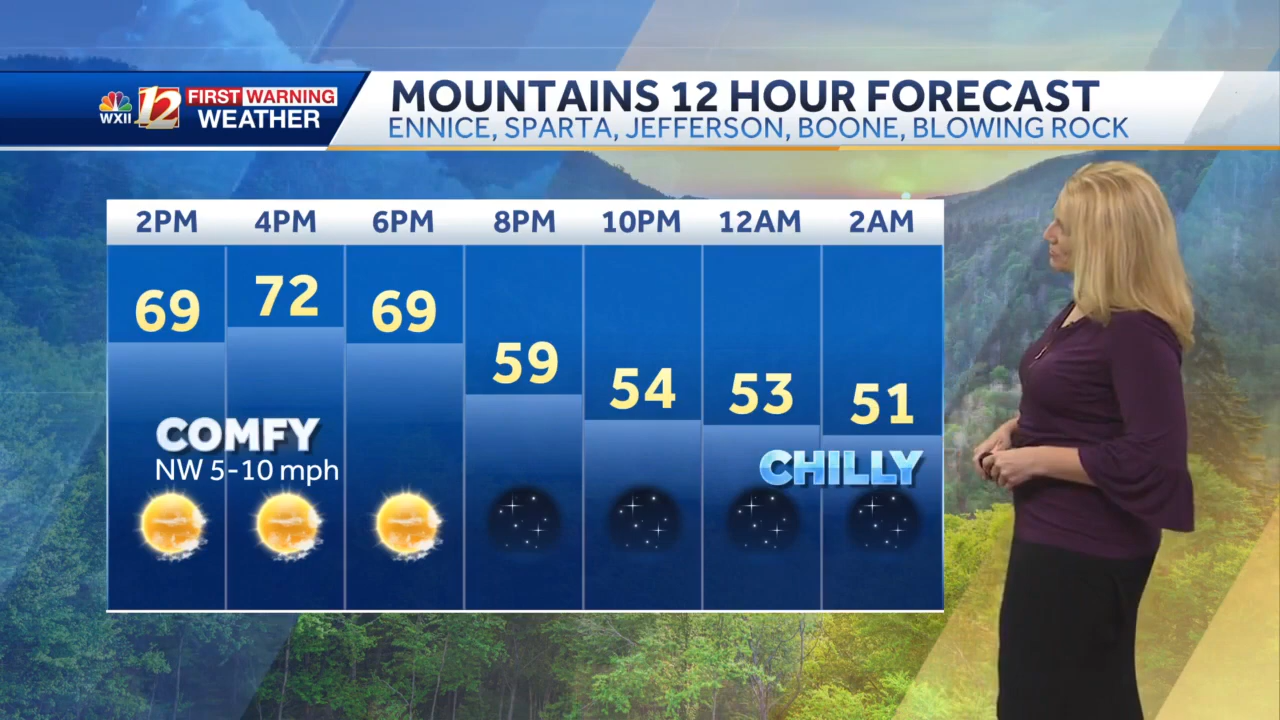 WXII 12 FIRST WARNING
WEATHER
MOUNTAINS 12 HOUR FORECAST
ENNICE, SPARTA, JEFFERSON, BOONE, BLOWING ROCK
2PM 4PM 6PM 8PM 10PM 12AM 2AM
69 72 69 59 54 53 51
COMFY
NW 5-10 mph
CHILLY